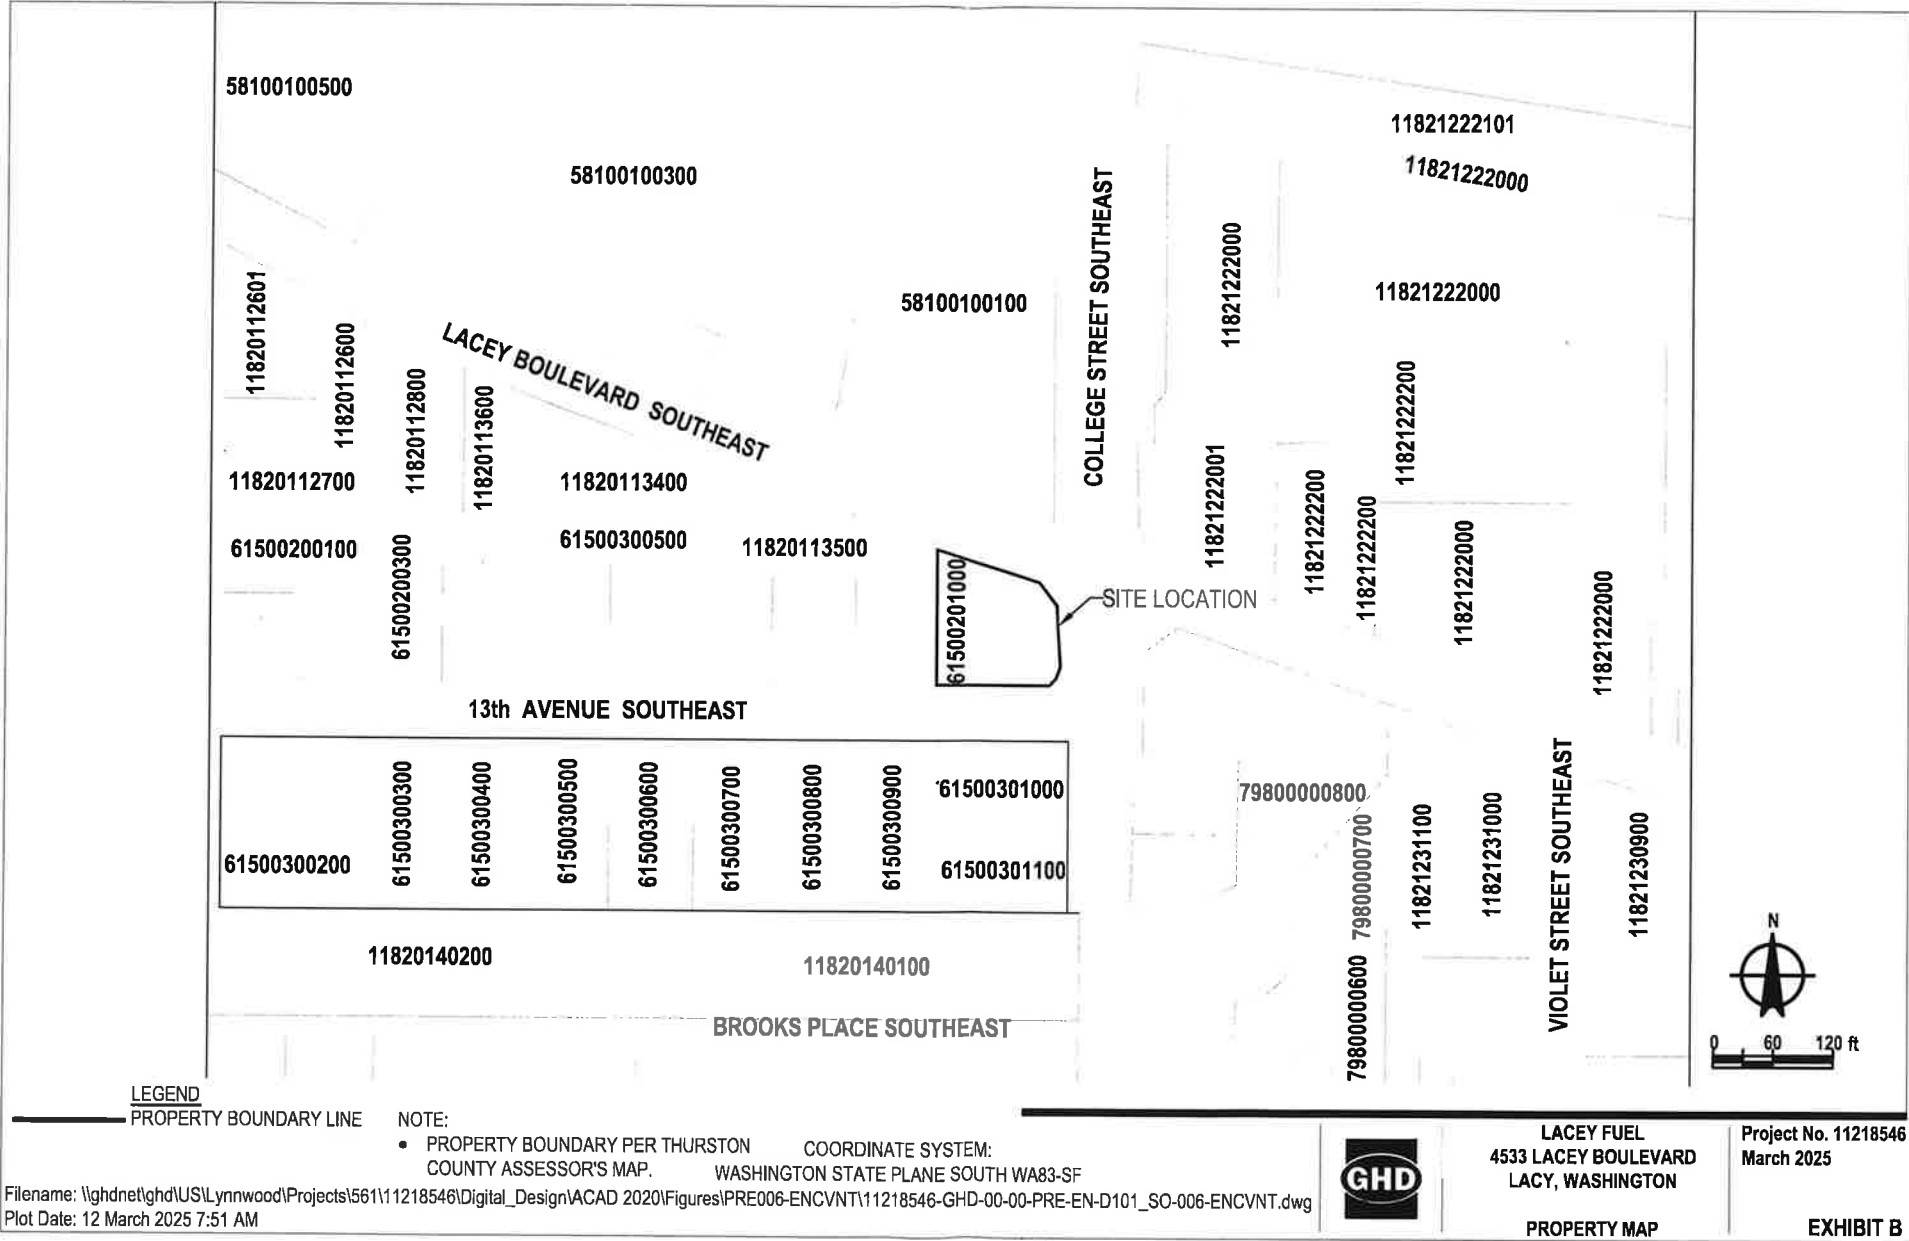 58100100500
11821222101
11821222000
58100100300
COLLEGE STREET SOUTHEAST
11821222000
11821222000
58100100100
11820112601
11820112600
LACEY BOULEVARD SOUTHEAST
11820112800
11820113600
11821222200
11820112700
11820113400
11821222001
11821222200
11821222200
11821222000
61500200100
61500200300
61500300500
11820113500
61500201000
SITE LOCATION
11821222000
13th AVENUE SOUTHEAST
61500300200
61500300300
61500300400
61500300500
61500300600
61500300700
61500300800
61500300900
61500301000
61500301100
79800000800
79800000700
11821231100
11821231000
VIOLET STREET SOUTHEAST
11821230900
11820140200
11820140100
79800000600
BROOKS PLACE SOUTHEAST
N
0 60 120 ft
LEGEND
PROPERTY BOUNDARY LINE
NOTE:
• PROPERTY BOUNDARY PER THURSTON
COUNTY ASSESSOR'S MAP.
COORDINATE SYSTEM:
WASHINGTON STATE PLANE SOUTH WA83-SF
Filename: \\ghdnet\ghd\US\Lynnwood\Projects\561\11218546\Digital_Design\ACAD 2020\Figures\PRE006-ENCVNT\11218546-GHD-00-00-PRE-EN-D101_SO-006-ENCVNT.dwg
Plot Date: 12 March 2025 7:51 AM
GHD
LACEY FUEL
4533 LACEY BOULEVARD
LACY, WASHINGTON
PROPERTY MAP
Project No. 11218546
March 2025
EXHIBIT B